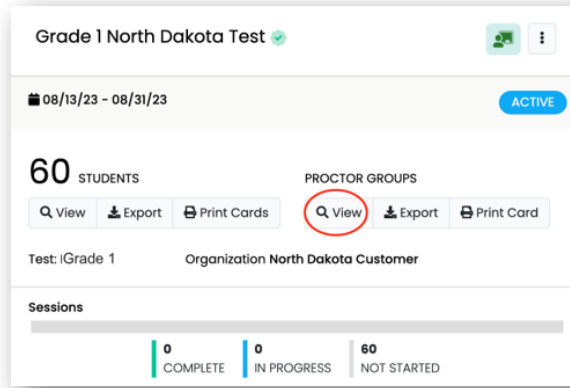 Grade 1 North Dakota Test
08/13/23 - 08/31/23
ACTIVE
60 STUDENTS
PROCTOR GROUPS
View Export Print Cards
View Export Print Card
Test: IGrade 1
Organization North Dakota Customer
Sessions
0
COMPLETE
0
IN PROGRESS
60
NOT STARTED